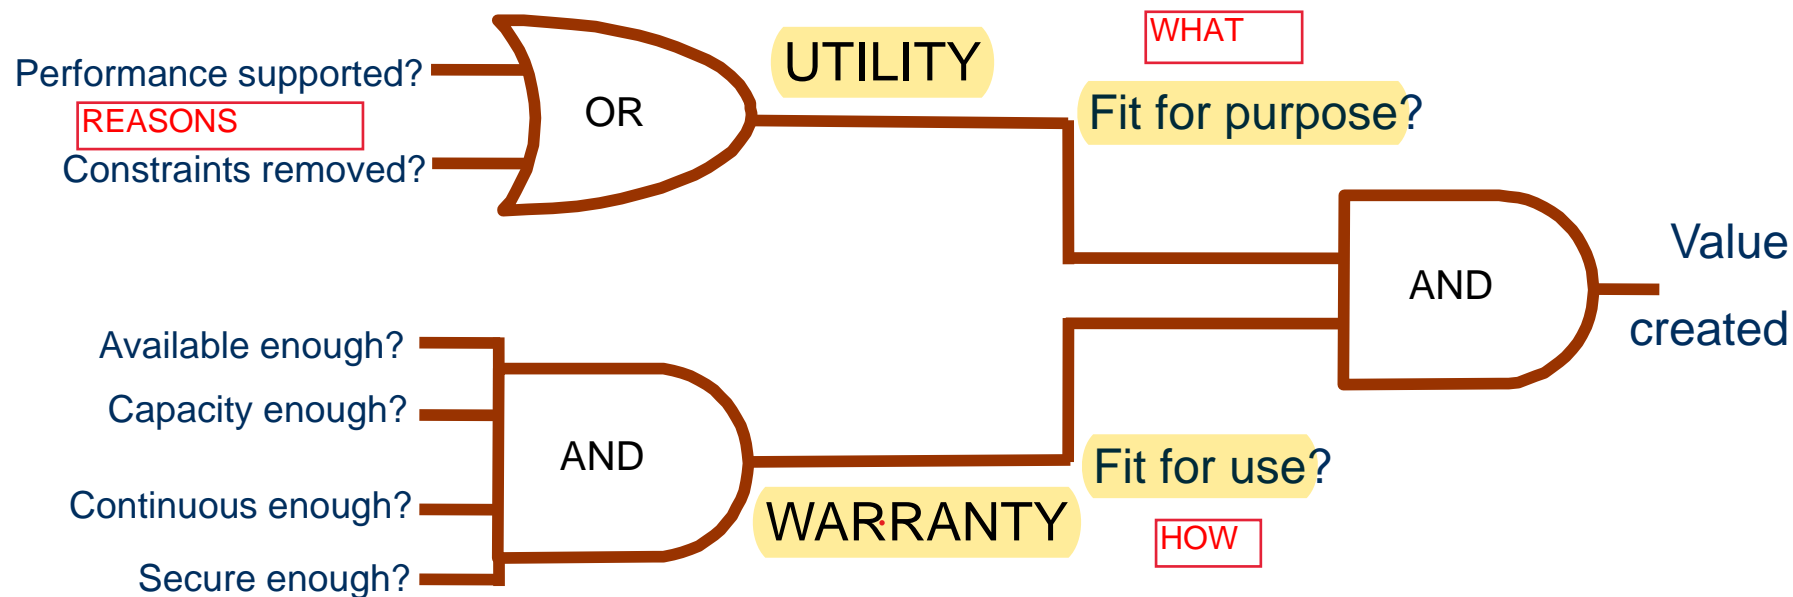 WHAT
UTILITY
Performance supported?
REASONS
OR
Fit for purpose?
Constraints removed?
Value
created
AND
Available enough?
Capacity enough?
AND
Fit for use?
Continuous enough?
WARRANTY
HOW
Secure enough?